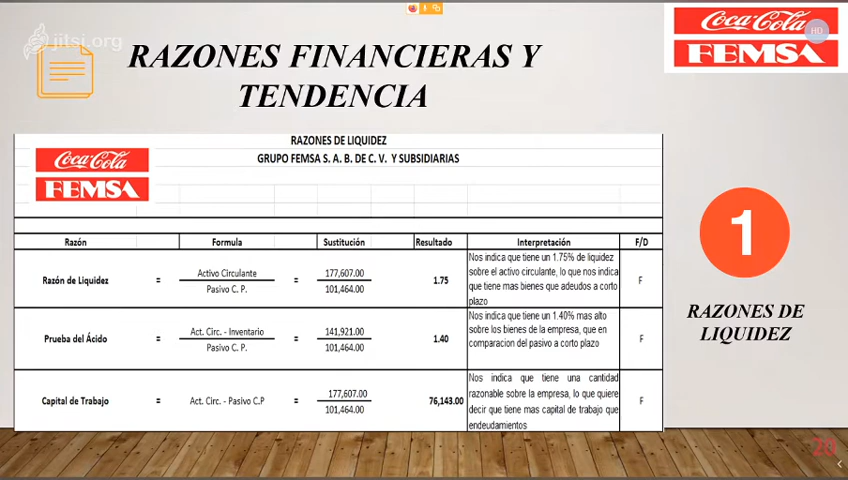 jitsi.org
RAZONES FINANCIERAS Y
TENDENCIA
Coca-Cola
FEMSA
HD
RAZONES DE LIQUIDEZ
GRUPO FEMSA S. A. B. DE C. V. Y SUBSIDIARIAS
Coca-Cola
FEMSA
Razón Formula Sustitución Resultado Interpretación F/D
Razón de Liquidez = Activo Circulante = 177,607.00 1.75 Nos indica que tiene un 1.75% de liquidez
sobre el activo circulante, lo que nos indica
Pasivo C. P. 101,464.00 que tiene mas bienes que adeudos a corto
plazo
F
Prueba del Ácido = Act. Circ. - Inventario = 141,921.00 1.40 Nos indica que tiene un 1.40% mas alto
sobre los bienes de la empresa, que en
Pasivo C. P. 101,464.00 comparacion del pasivo a corto plazo
F
Capital de Trabajo = Act. Circ. - Pasivo C.P = 177,607.00 76,143.00 Nos indica que tiene una cantidad
razonable sobre la empresa, lo que quiere
101,464.00 decir que tiene mas capital de trabajo que
endeudamientos
F
1
RAZONES DE
LIQUIDEZ
20